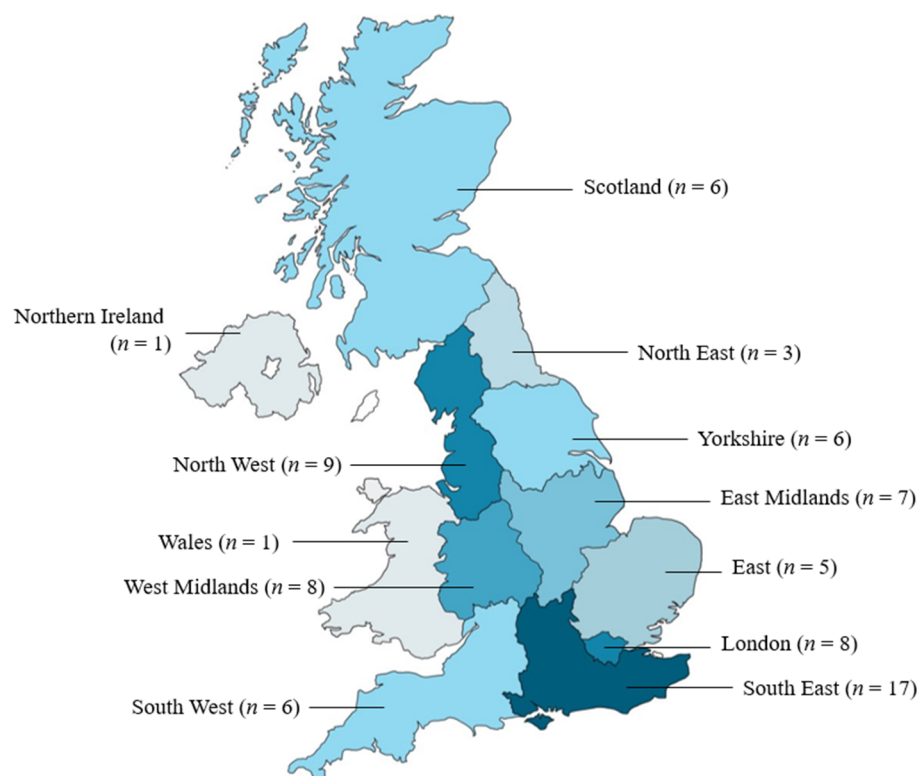 Scotland (n = 6)
Northern Ireland
(n = 1)
North East (n = 3)
Yorkshire (n = 6)
North West (n = 9)
East Midlands (n = 7)
Wales (n = 1)
East (n = 5)
West Midlands (n = 8)
London (n = 8)
South East (n = 17)
South West (n = 6)